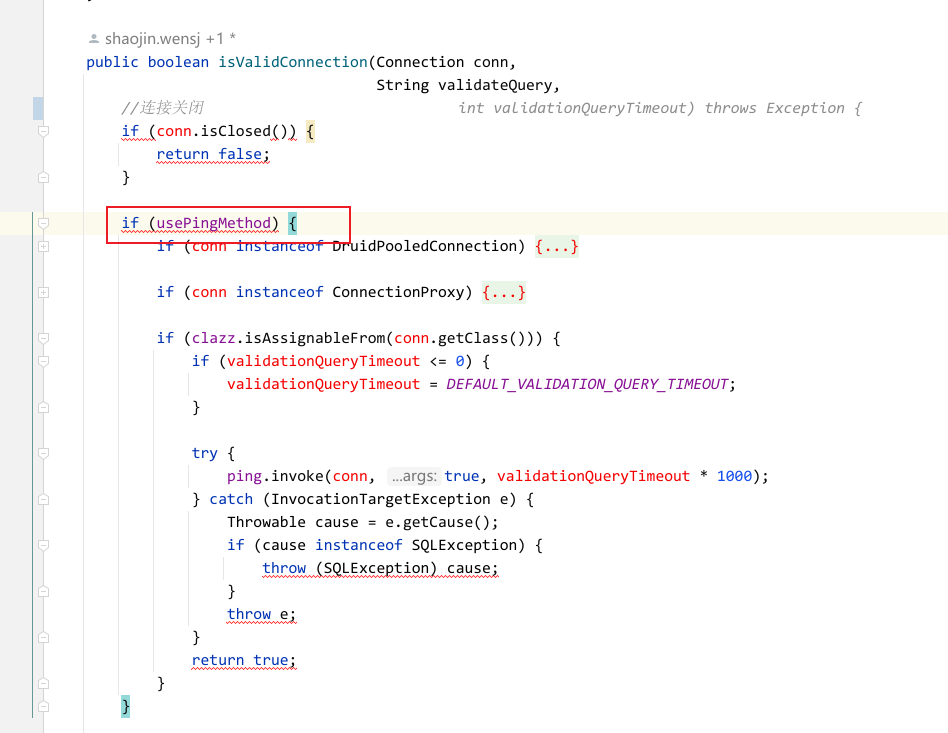 shaojin.wensj +1 *
public boolean isValidConnection(Connection conn,
String validateQuery,
//连接关闭 int validationQueryTimeout) throws Exception {
if (conn.isClosed()) {
return false;
}
if (usePingMethod) {
if (conn instanceof DruidPooledConnection) {...}
if (conn instanceof ConnectionProxy) {...}
if (clazz.isAssignableFrom(conn.getClass())) {
if (validationQueryTimeout <= 0) {
validationQueryTimeout = DEFAULT_VALIDATION_QUERY_TIMEOUT;
}
try {
ping.invoke(conn, ...args: true, validationQueryTimeout * 1000);
} catch (InvocationTargetException e) {
Throwable cause = e.getCause();
if (cause instanceof SQLException) {
throw (SQLException) cause;
}
throw e;
}
return true;
}
}